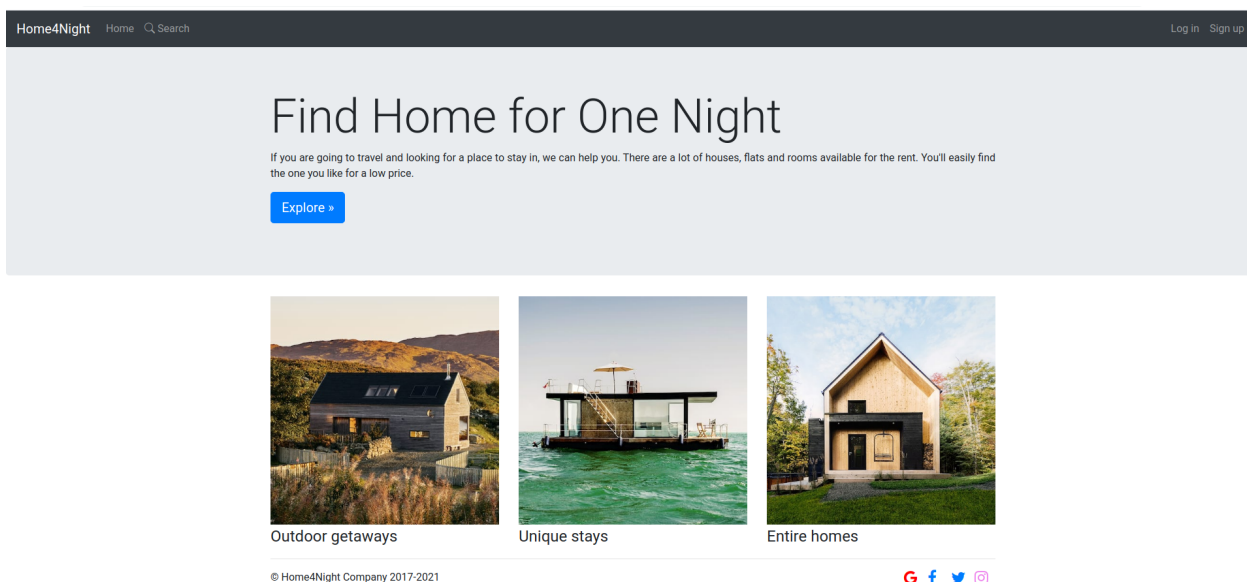 Home4Night Home Search Log in Sign up
Find Home for One Night
If you are going to travel and looking for a place to stay in, we can help you. There are a lot of houses, flats and rooms available for the rent. You'll easily find
the one you like for a low price.
Explore »
Outdoor getaways
Unique stays
Entire homes
© Home4Night Company 2017-2021